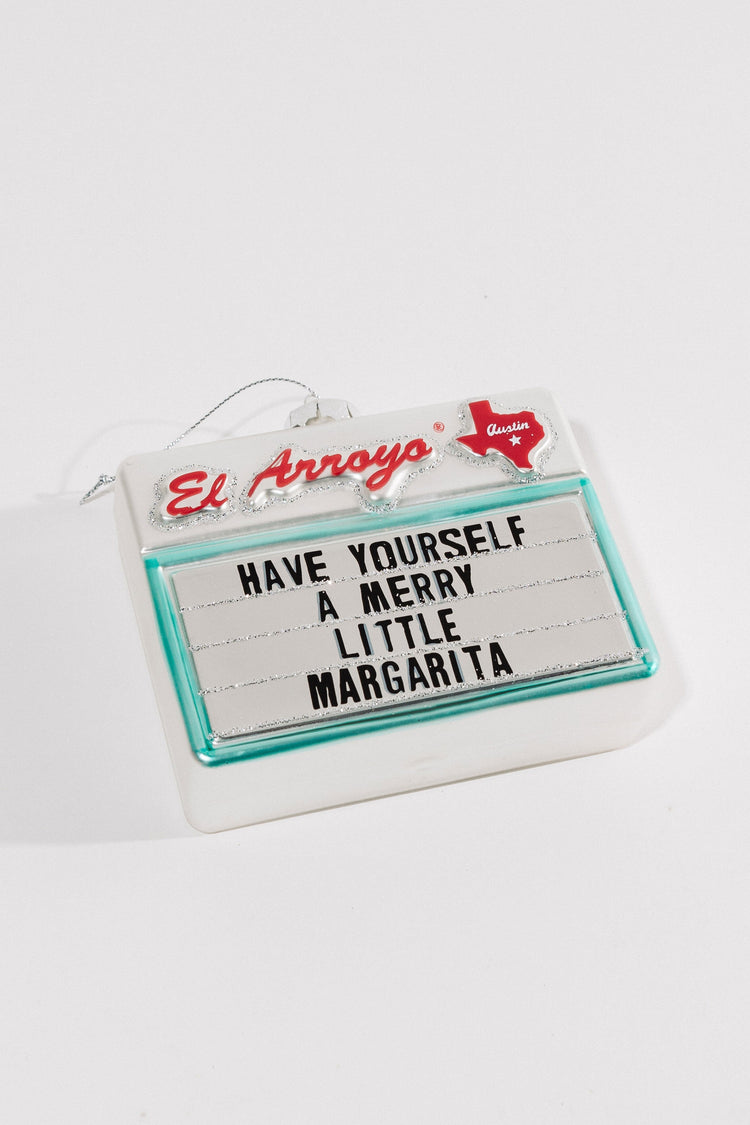 El Arroyo®
Austin
HAVE YOURSELF
A MERRY
LITTLE
MARGARITA